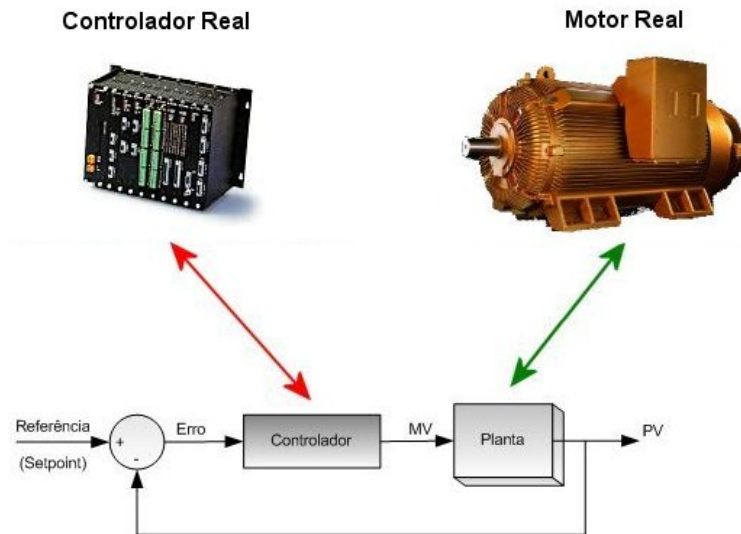 Controlador Real
Motor Real
Referência
(Setpoint)
+
-
Erro
Controlador
MV
Planta
PV